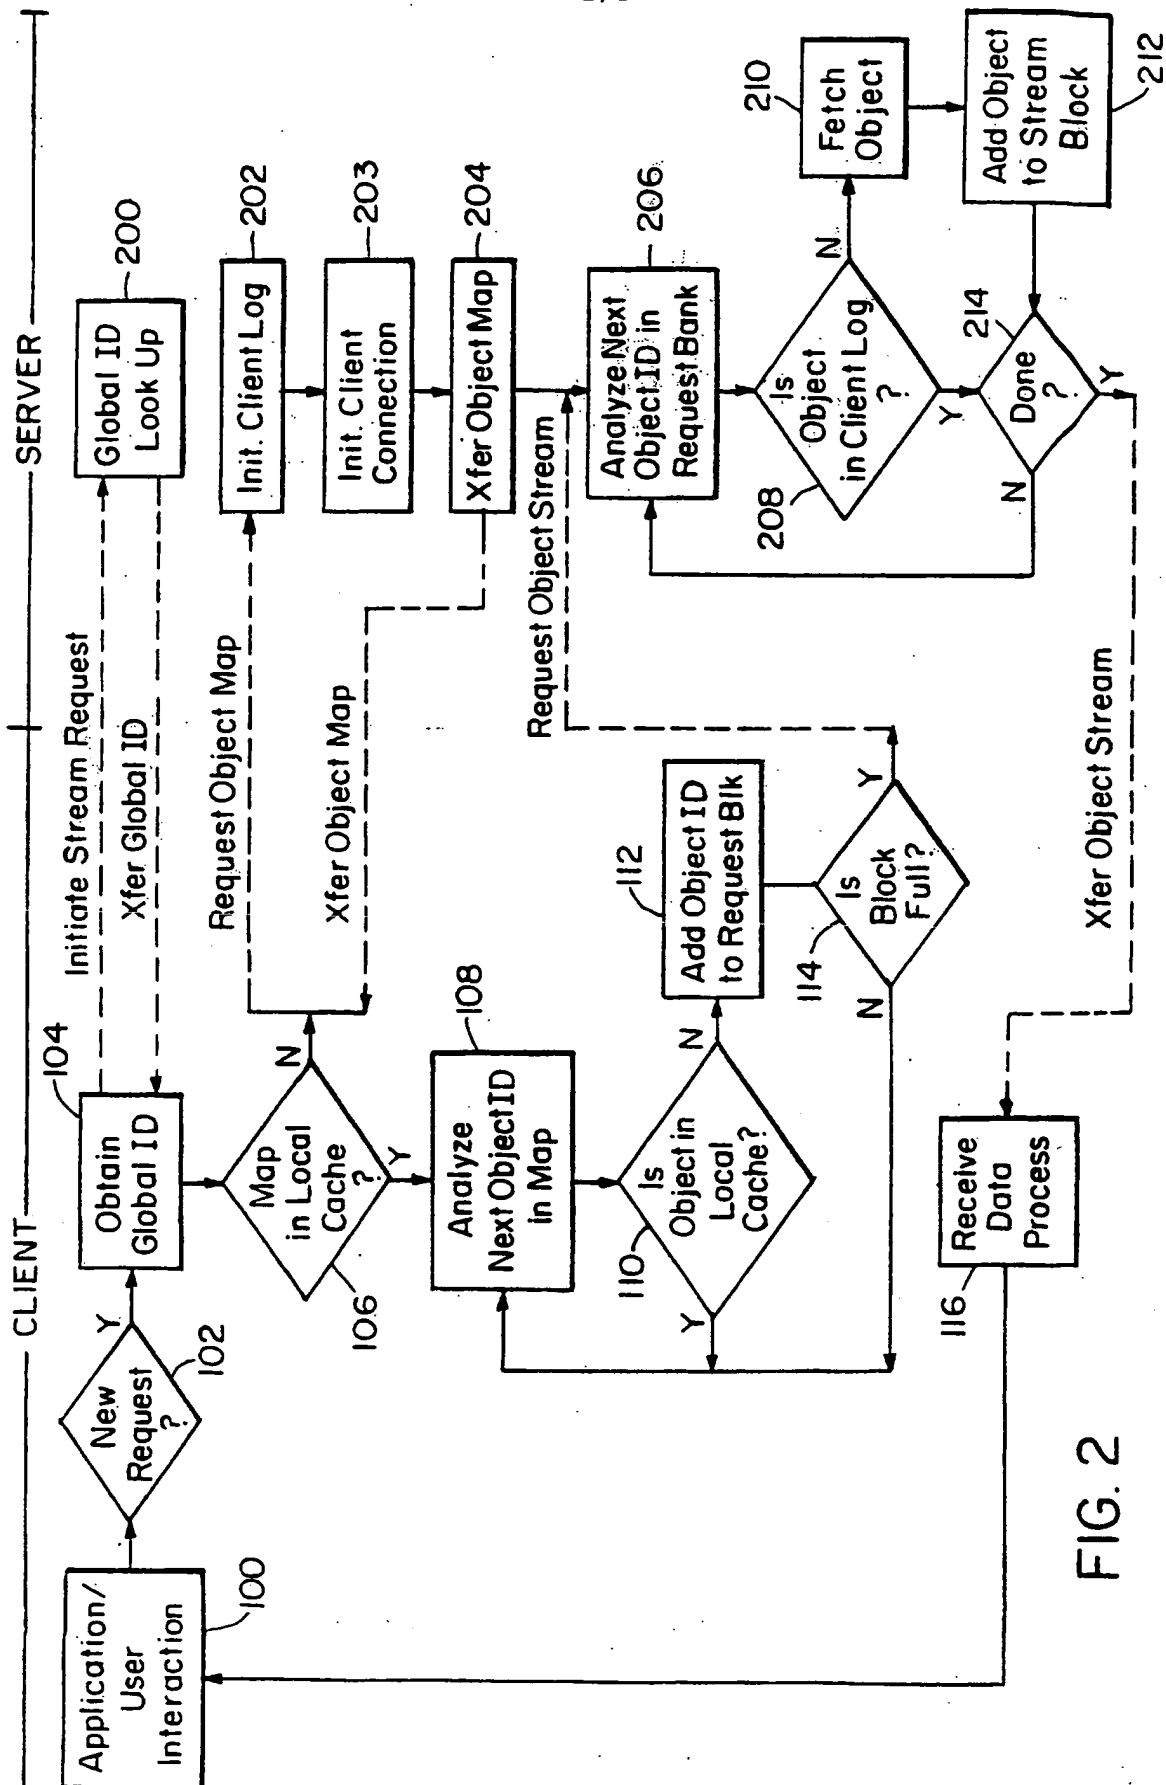 CLIENT
SERVER
Application/
User
Interaction
100
New
Request
?
102
Y
Obtain
Global ID
104
Initiate Stream Request
Xfer Global ID
Global ID
Look Up
200
Map
in Local
Cache
?
106
N
Y
Request Object Map
Xfer Object Map
Init. Client Log
202
Init. Client
Connection
203
Xfer Object Map
204
Analyze
Next Object ID
in Map
108
Is
Object in
Local
Cache?
110
N
Y
Add Object ID
to Request Blk
112
Is
Block
Full?
114
Y
N
Request Object Stream
Analyze Next
Object ID in
Request Bank
206
Is
Object
in Client Log
?
208
N
Y
Fetch
Object
210
Add Object
to Stream
Block
212
Done
?
214
N
Y
Xfer Object Stream
Receive
Data
Process
116
FIG. 2